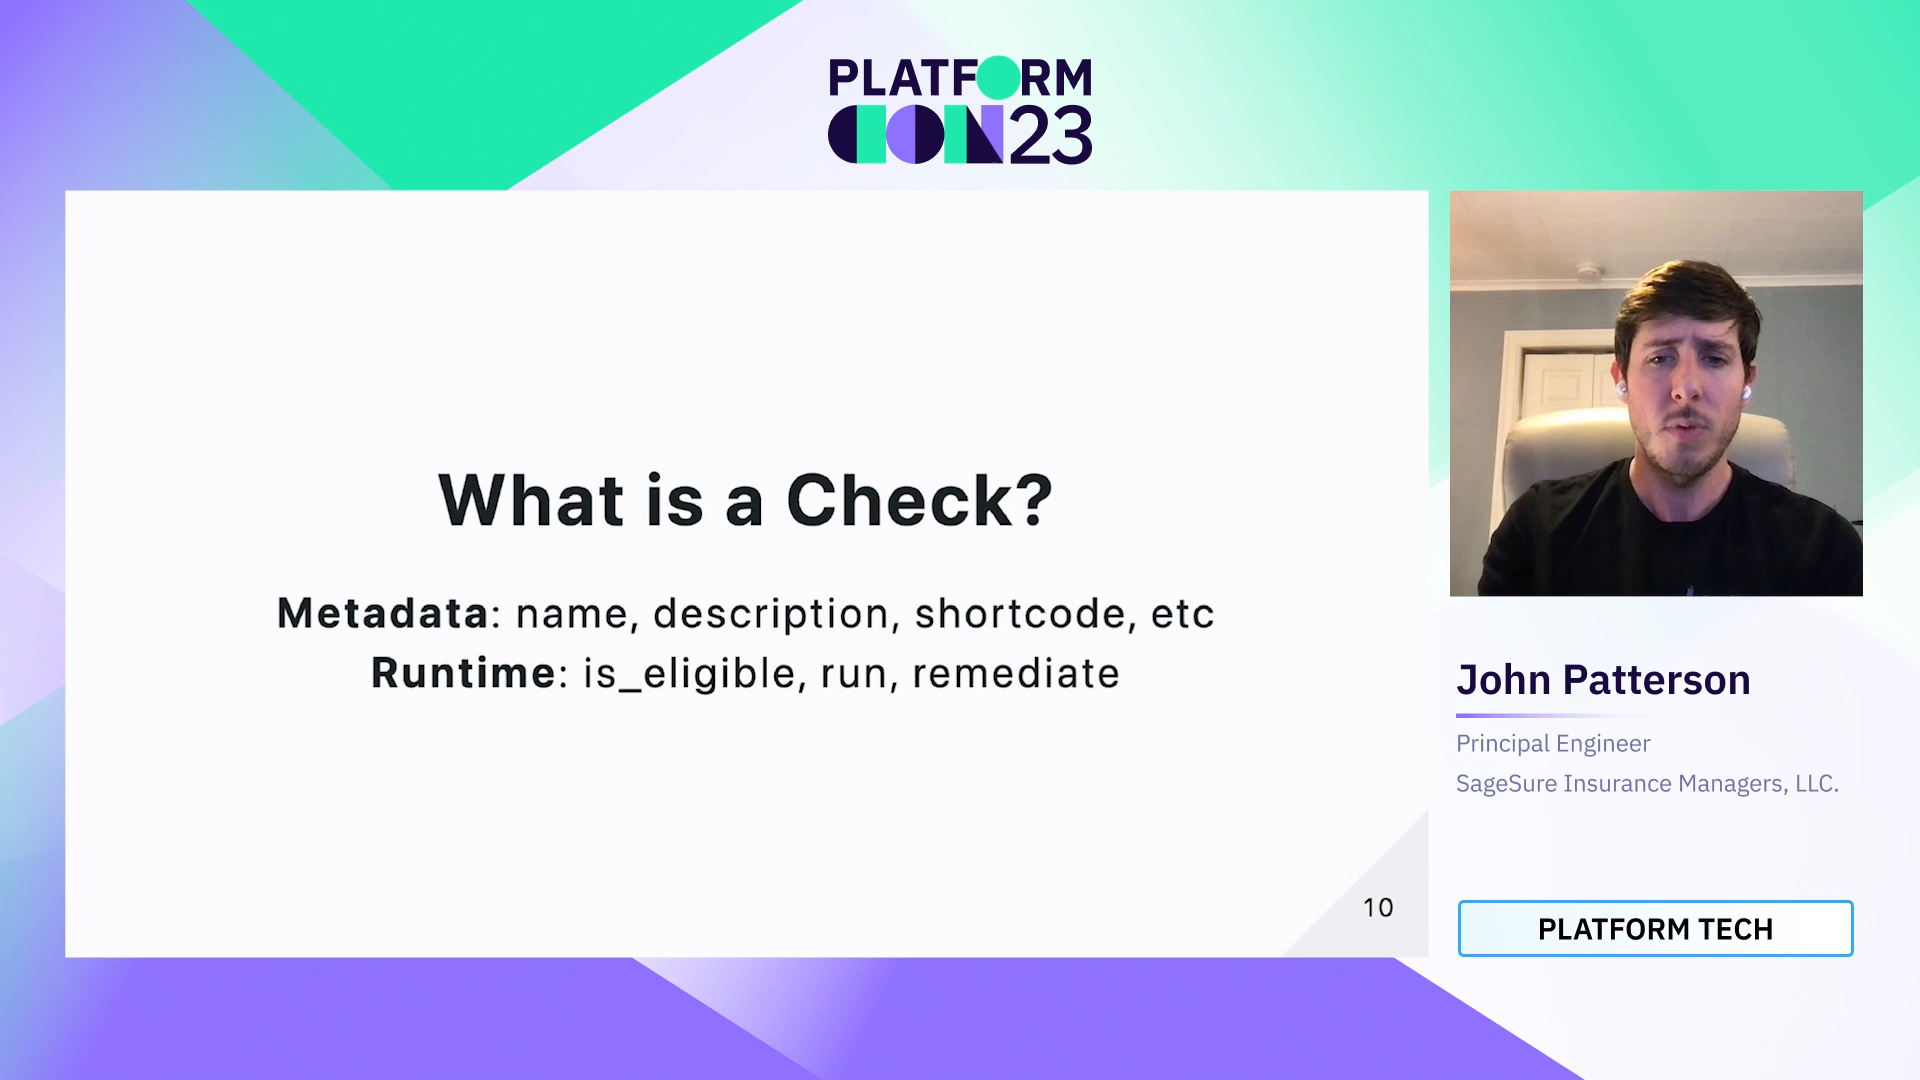 PLATFORM
CON23
What is a Check?
Metadata: name, description, shortcode, etc
Runtime: is_eligible, run, remediate
10
John Patterson
Principal Engineer
SageSure Insurance Managers, LLC.
PLATFORM TECH